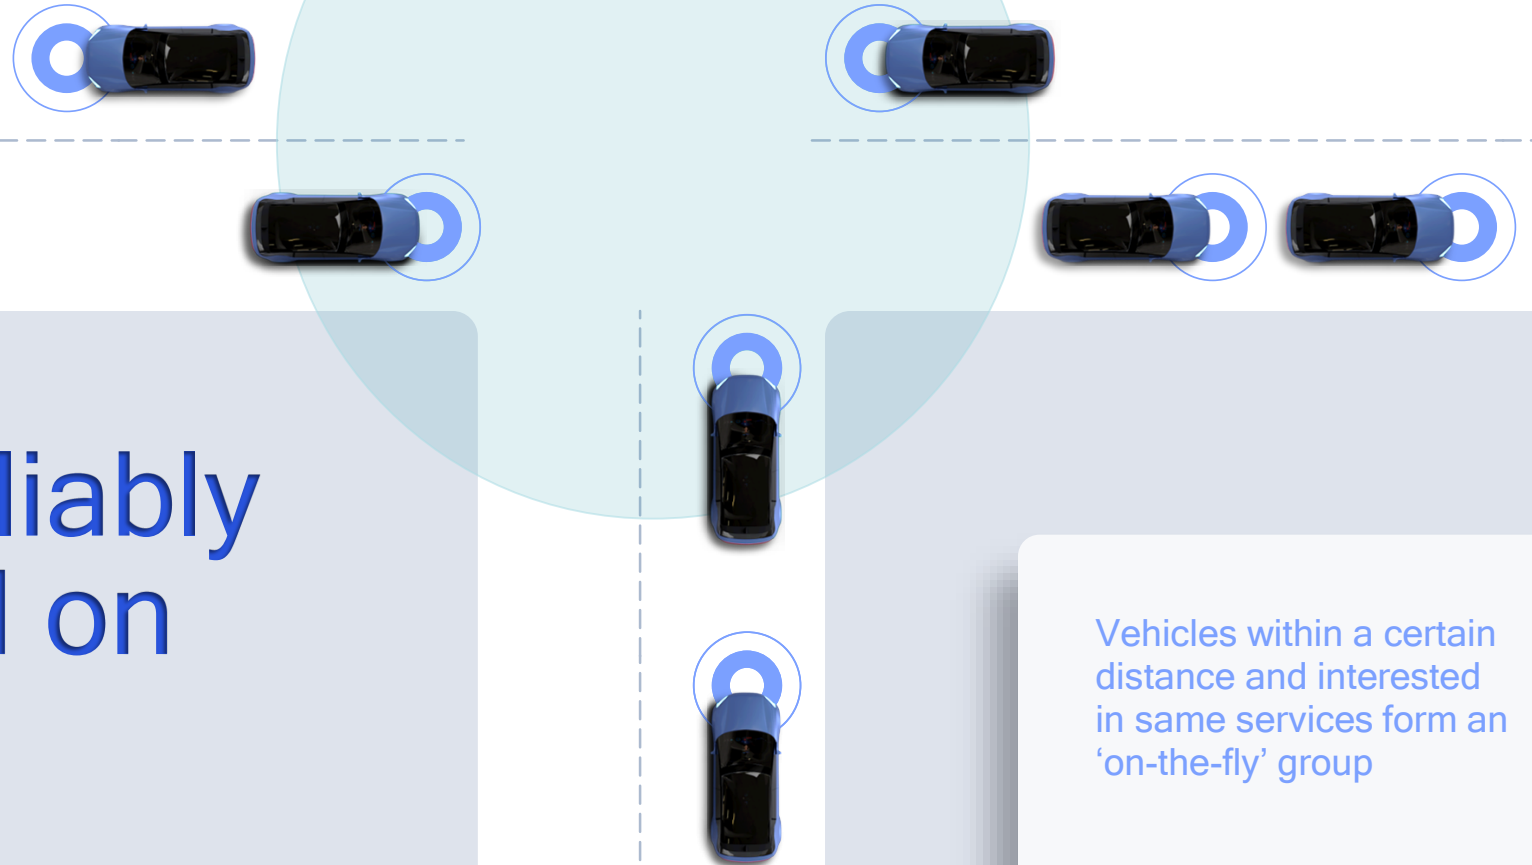 liably
on
Vehicles within a certain
distance and interested
in same services form an
‘on-the-fly’ group